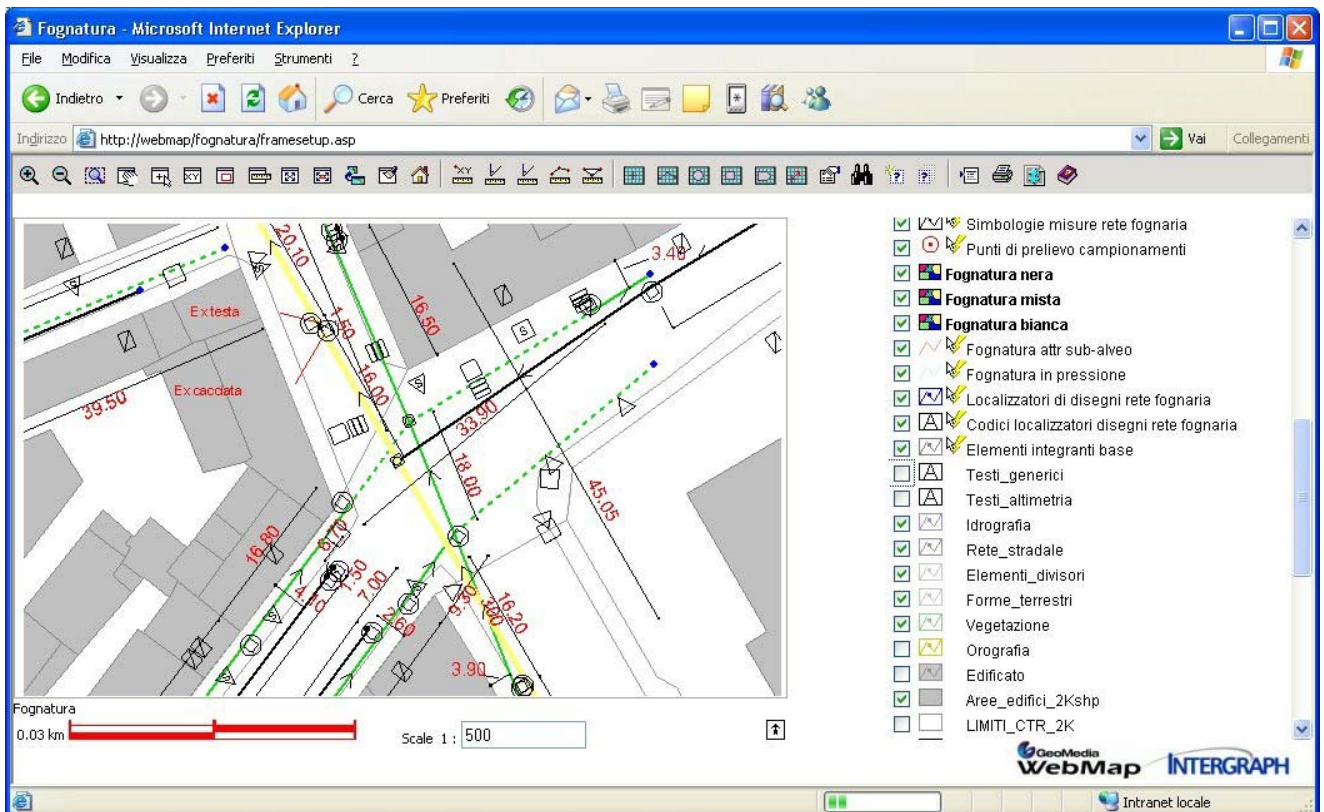 Fognatura - Microsoft Internet Explorer
File Modifica Visualizza Preferiti Strumenti ?
Indietro Cerca Preferiti
Indirizzo http://webmap/fognatura/framesetup.asp Vai Collegamenti
Simbologie misure rete fognaria
Punti di prelievo campionamenti
Fognatura nera
Fognatura mista
Fognatura bianca
Fognatura attr sub-alveo
Fognatura in pressione
Localizzatori di disegni rete fognaria
Codici localizzatori disegni rete fognaria
Elementi integranti base
Testi_generici
Testi_altimetria
Idrografia
Rete_stradale
Elementi_divisori
Forme_terrestri
Vegetazione
Orografia
Edificato
Aree_edifici_2Kshp
LIMITI_CTR_2K
20.10
3.40
Ex testa
1.50
16.50
16.00
Ex cacciata
39.50
33.90
18.00
45.05
16.80
6.70
7.50
4.10
7.00
2.60
16.20
3.90
Fognatura
0.03 km
Scale 1 : 500
GeoMedia
WebMap
INTERGRAPH
Intranet locale